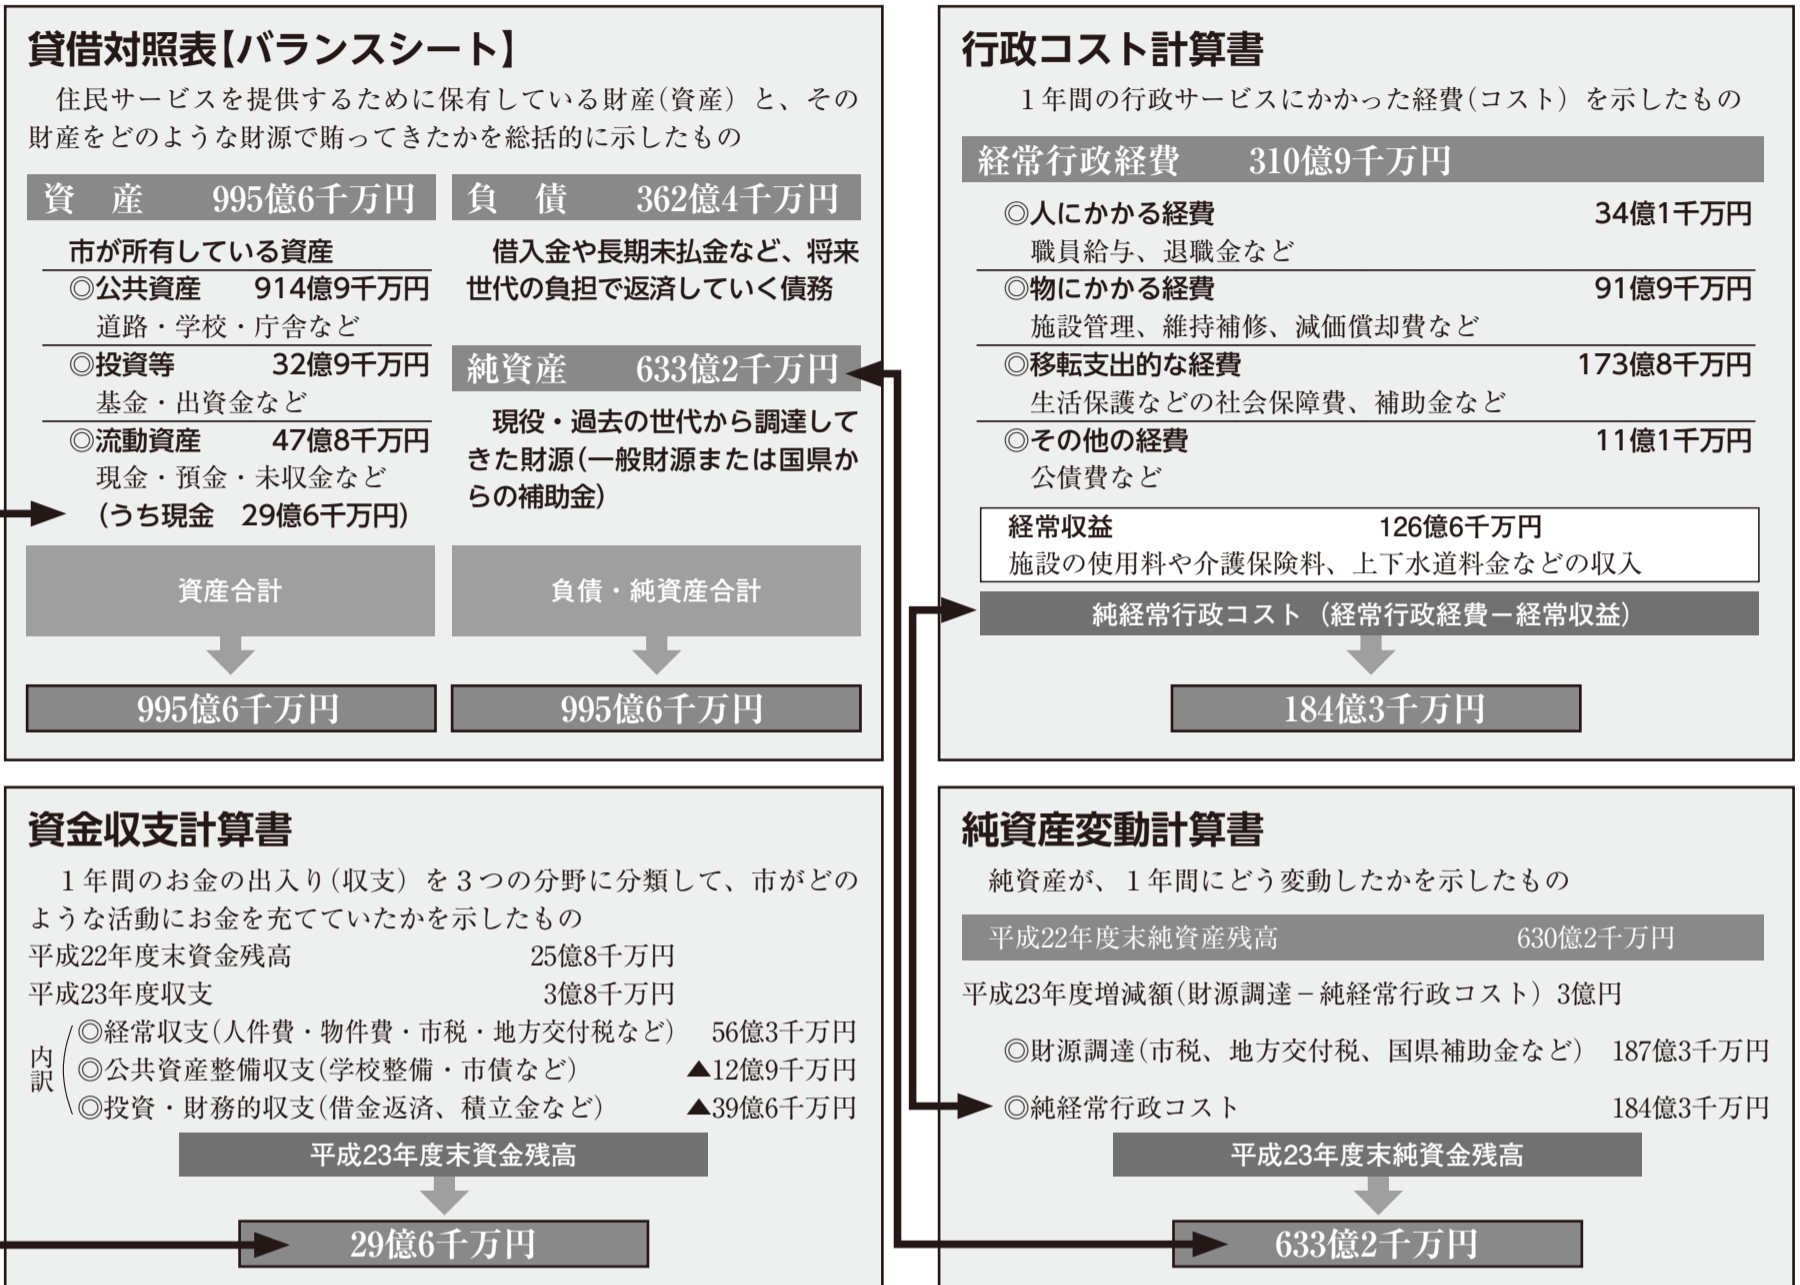 貸借対照表【バランスシート】
住民サービスを提供するために保有している財産(資産)と、その
財産をどのような財源で賄ってきたかを総括的に示したもの
資 産 995億6千万円
市が所有している資産
◎公共資産 914億9千万円
道路・学校・庁舎など
◎投資等 32億9千万円
基金・出資金など
◎流動資産 47億8千万円
現金・預金・未収金など
(うち現金 29億6千万円)
資産合計
995億6千万円
負 債 362億4千万円
借入金や長期未払金など、将来
世代の負担で返済していく債務
純資産 633億2千万円
現役・過去の世代から調達して
きた財源(一般財源または国県か
らの補助金)
負債・純資産合計
995億6千万円
行政コスト計算書
1年間の行政サービスにかかった経費(コスト)を示したもの
経常行政経費 310億9千万円
◎人にかかる経費 34億1千万円
職員給与、退職金など
◎物にかかる経費 91億9千万円
施設管理、維持補修、減価償却費など
◎移転支出的な経費 173億8千万円
生活保護などの社会保障費、補助金など
◎その他の経費 11億1千万円
公債費など
経常収益 126億6千万円
施設の使用料や介護保険料、上下水道料金などの収入
純経常行政コスト(経常行政経費－経常収益)
184億3千万円
資金収支計算書
1年間のお金の出入り(収支)を3つの分野に分類して、市がどの
ような活動にお金を充てていたかを示したもの
平成22年度末資金残高 25億8千万円
平成23年度収支 3億8千万円
内訳
◎経常収支(人件費・物件費・市税・地方交付税など) 56億3千万円
◎公共資産整備収支(学校整備・市債など) ▲12億9千万円
◎投資・財務的収支(借金返済、積立金など) ▲39億6千万円
平成23年度末資金残高
29億6千万円
純資産変動計算書
純資産が、1年間にどう変動したかを示したもの
平成22年度末純資産残高 630億2千万円
平成23年度増減額(財源調達－純経常行政コスト) 3億円
◎財源調達(市税、地方交付税、国県補助金など) 187億3千万円
◎純経常行政コスト 184億3千万円
平成23年度末純資金残高
633億2千万円